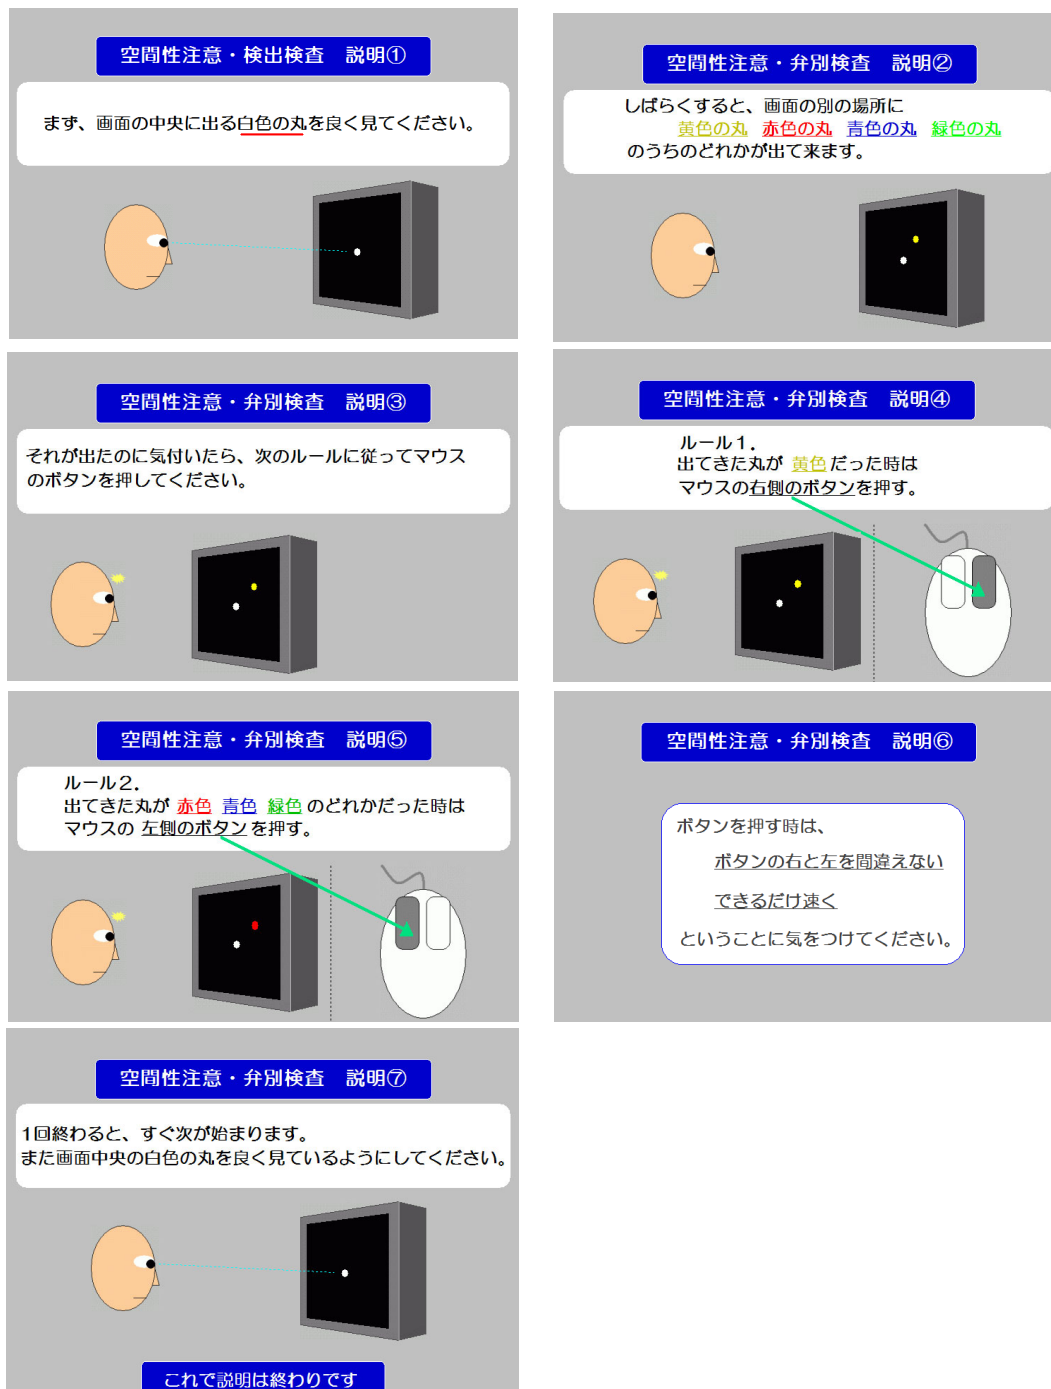 空間性注意・検出検査　説明①
まず、画面の中央に出る白色の丸を良く見てください。
空間性注意・弁別検査　説明②
しばらくすると、画面の別の場所に
黄色の丸　赤色の丸　青色の丸　緑色の丸
のうちのどれかが出て来ます。
空間性注意・弁別検査　説明③
それが出たのに気付いたら、次のルールに従ってマウス
のボタンを押してください。
空間性注意・弁別検査　説明④
ルール１．
出てきた丸が 黄色 だった時は
マウスの右側のボタンを押す。
空間性注意・弁別検査　説明⑤
ルール２．
出てきた丸が 赤色 青色 緑色 のどれかだった時は
マウスの 左側のボタン を押す。
空間性注意・弁別検査　説明⑥
ボタンを押す時は、
ボタンの右と左を間違えない
できるだけ速く
ということに気をつけてください。
空間性注意・弁別検査　説明⑦
1回終わると、すぐ次が始まります。
また画面中央の白色の丸を良く見ているようにしてください。
これで説明は終わりです